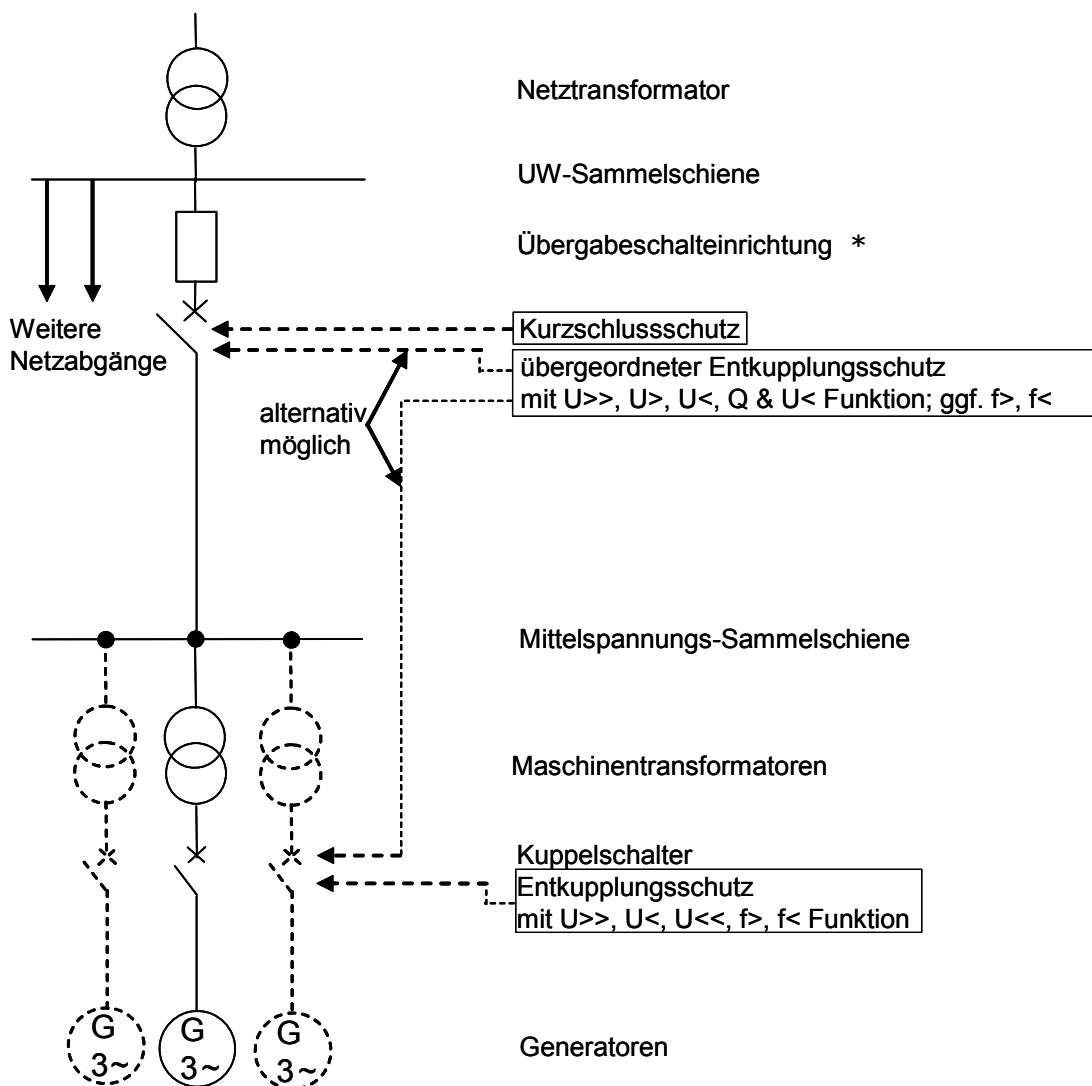 Netztransformator
UW-Sammelschiene
Übergabeschalteinrichtung *
Weitere
Netzabgänge
Kurzschlussschutz
übergeordneter Entkupplungsschutz
mit U>>, U>, U<, Q & U< Funktion; ggf. f>, f<
alternativ
möglich
Mittelspannungs-Sammelschiene
Maschinentransformatoren
Kuppelschalter
Entkupplungsschutz
mit U>>, U<, U<<, f>, f< Funktion
G
3~
G
3~
G
3~
Generatoren